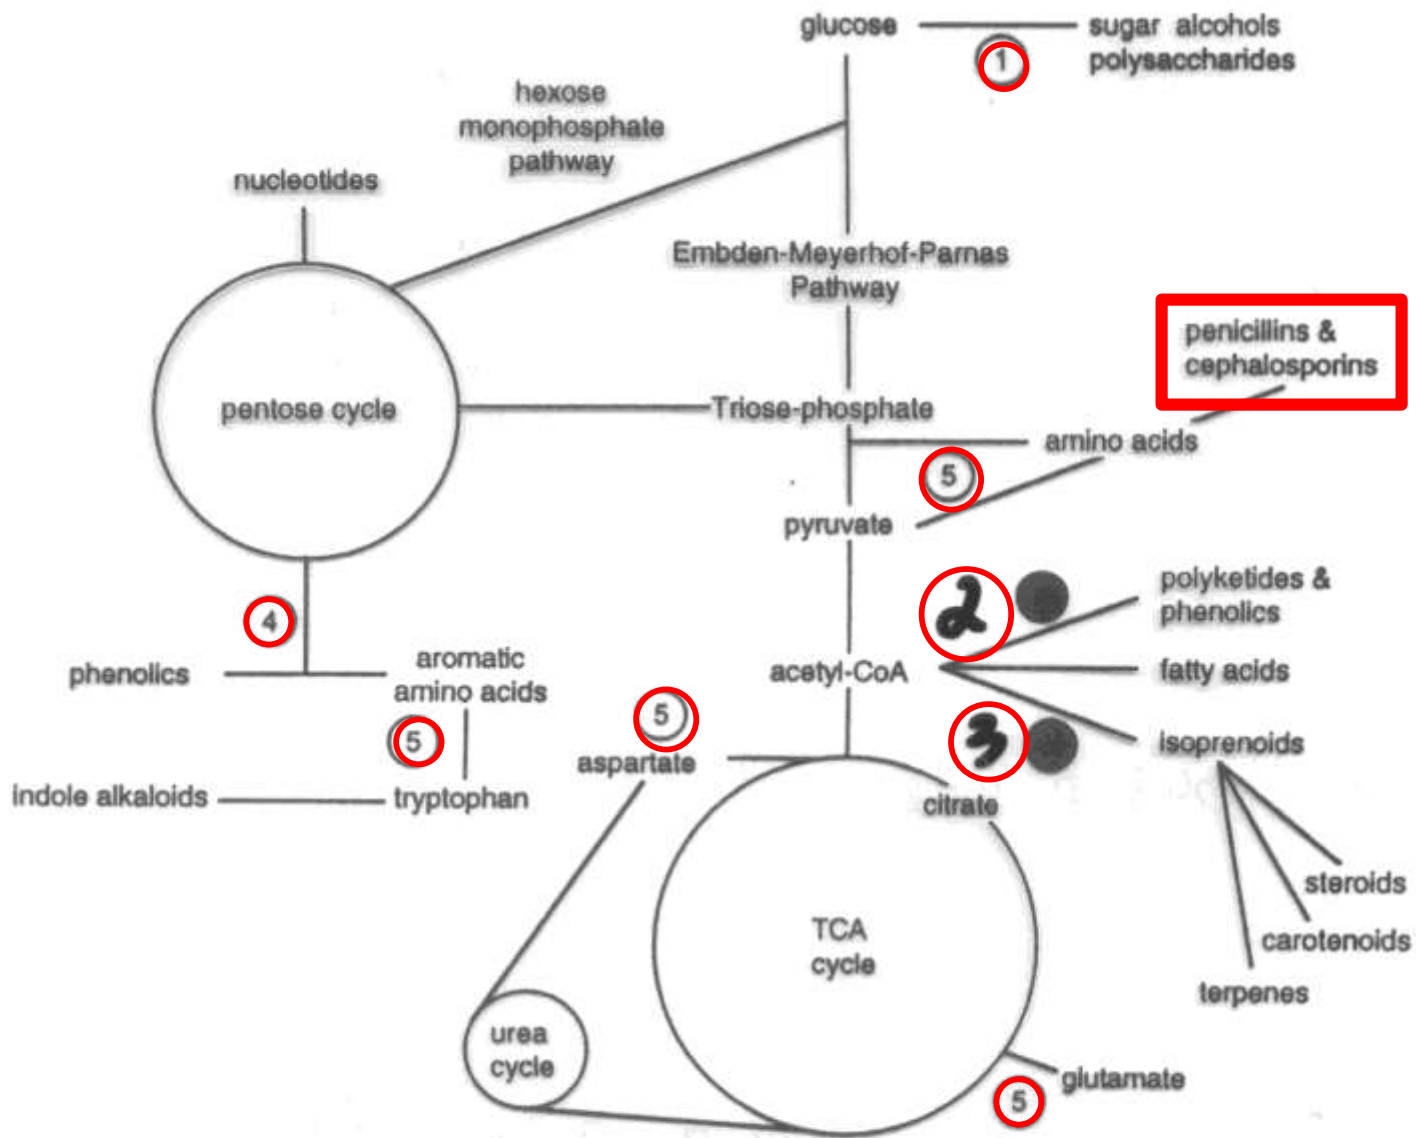 glucose
sugar alcohols
polysaccharides
1
hexose
monophosphate
pathway
nucleotides
Embden-Meyerhof-Parnas
Pathway
penicillins &
cephalosporins
pentose cycle
Triose-phosphate
amino acids
5
pyruvate
2
polyketides &
phenolics
4
phenolics
aromatic
amino acids
acetyl-CoA
fatty acids
5
5
3
isoprenoids
aspartate
indole alkaloids
tryptophan
citrate
steroids
TCA
cycle
carotenoids
terpenes
urea
cycle
glutamate
5